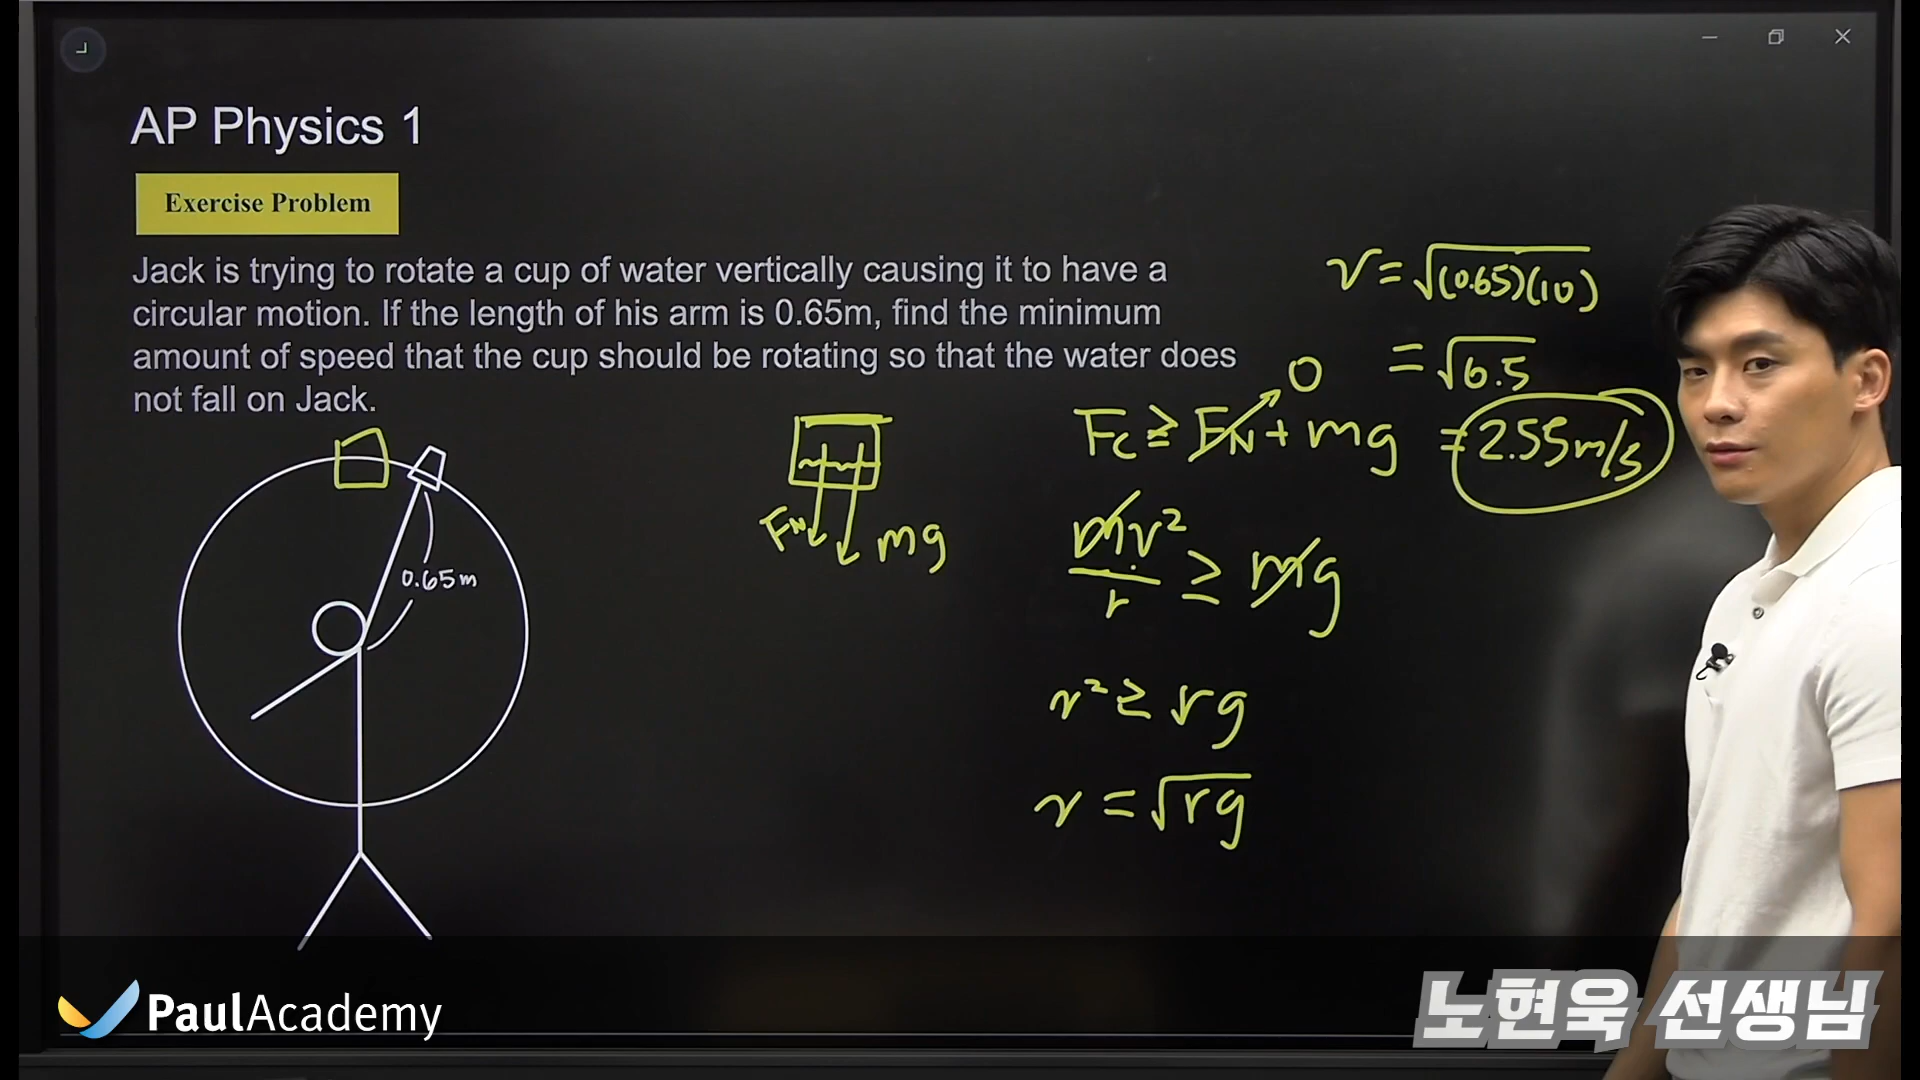 AP Physics 1
Exercise Problem
Jack is trying to rotate a cup of water vertically causing it to have a
circular motion. If the length of his arm is 0.65m, find the minimum
amount of speed that the cup should be rotating so that the water does
not fall on Jack.
0.65m
FN
mg
Fc ≥ FN + mg
0
mv²/r ≥ mg
v² ≥ rg
v = √rg
v = √(0.65)(10)
= √6.5
= 2.55m/s
PaulAcademy
노현욱 선생님